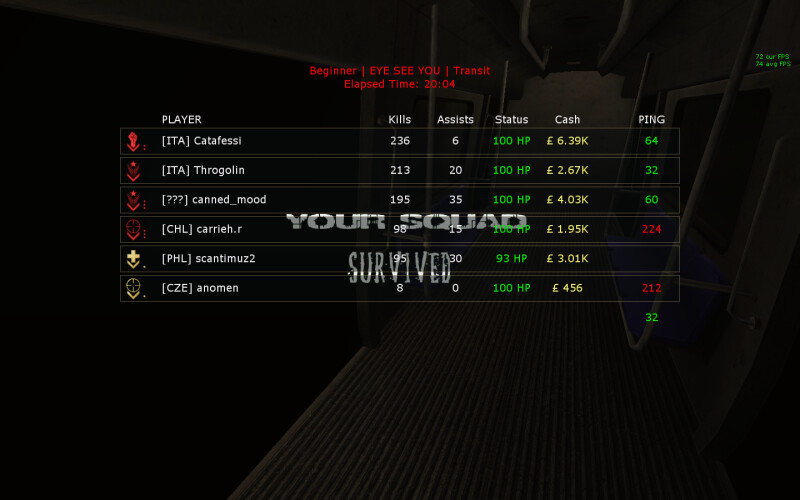 72 cur FPS
74 avg FPS
Beginner | EYE SEE YOU | Transit
Elapsed Time: 20:04
PLAYER Kills Assists Status Cash PING
[ITA] Catafessi 236 6 100 HP £ 6.39K 64
[ITA] Throgolin 213 20 100 HP £ 2.67K 32
[???] canned_mood 195 35 100 HP £ 4.03K 60
YOUR SQUAD
[CHL] carrieh.r 98 15 100 HP £ 1.95K 224
[PHL] scantimuz2 95 30 93 HP £ 3.01K
SURVIVED
[CZE] anomen 8 0 100 HP £ 456 212
32